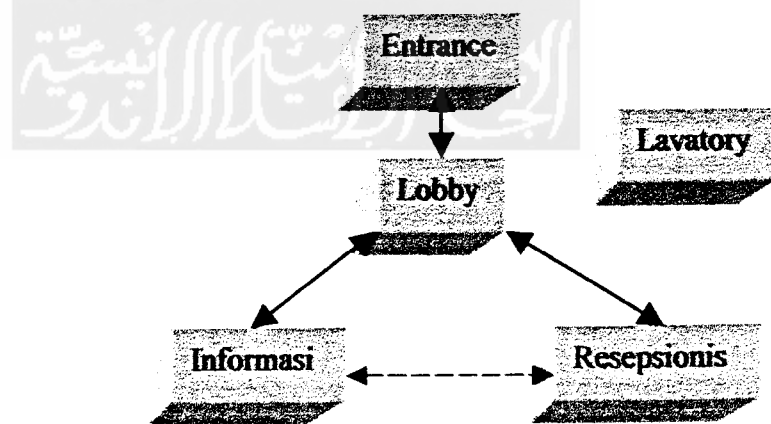 Entrance
Lavatory
Lobby
Informasi
Resepsionis